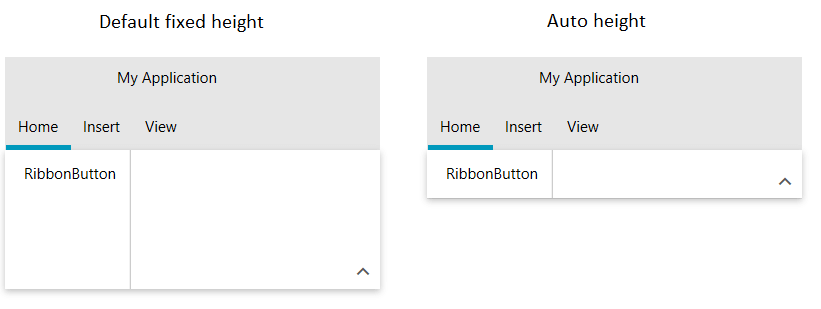 Default fixed height
My Application
Home Insert View
RibbonButton
Auto height
My Application
Home Insert View
RibbonButton